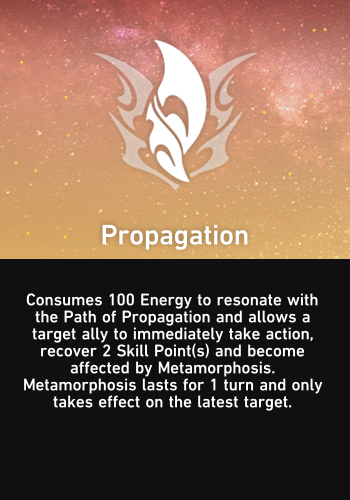 Propagation
Consumes 100 Energy to resonate with
the Path of Propagation and allows a
target ally to immediately take action,
recover 2 Skill Point(s) and become
affected by Metamorphosis.
Metamorphosis lasts for 1 turn and only
takes effect on the latest target.